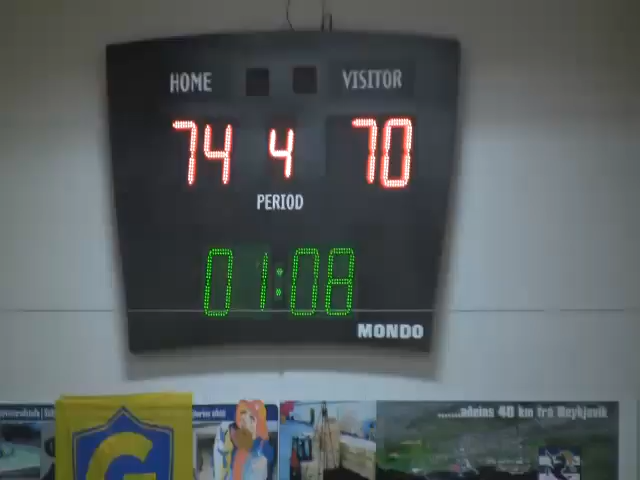 HOME VISITOR
74 4 70
PERIOD
01:08
MONDO
......aðeins 40 km frá Reykjavík
G